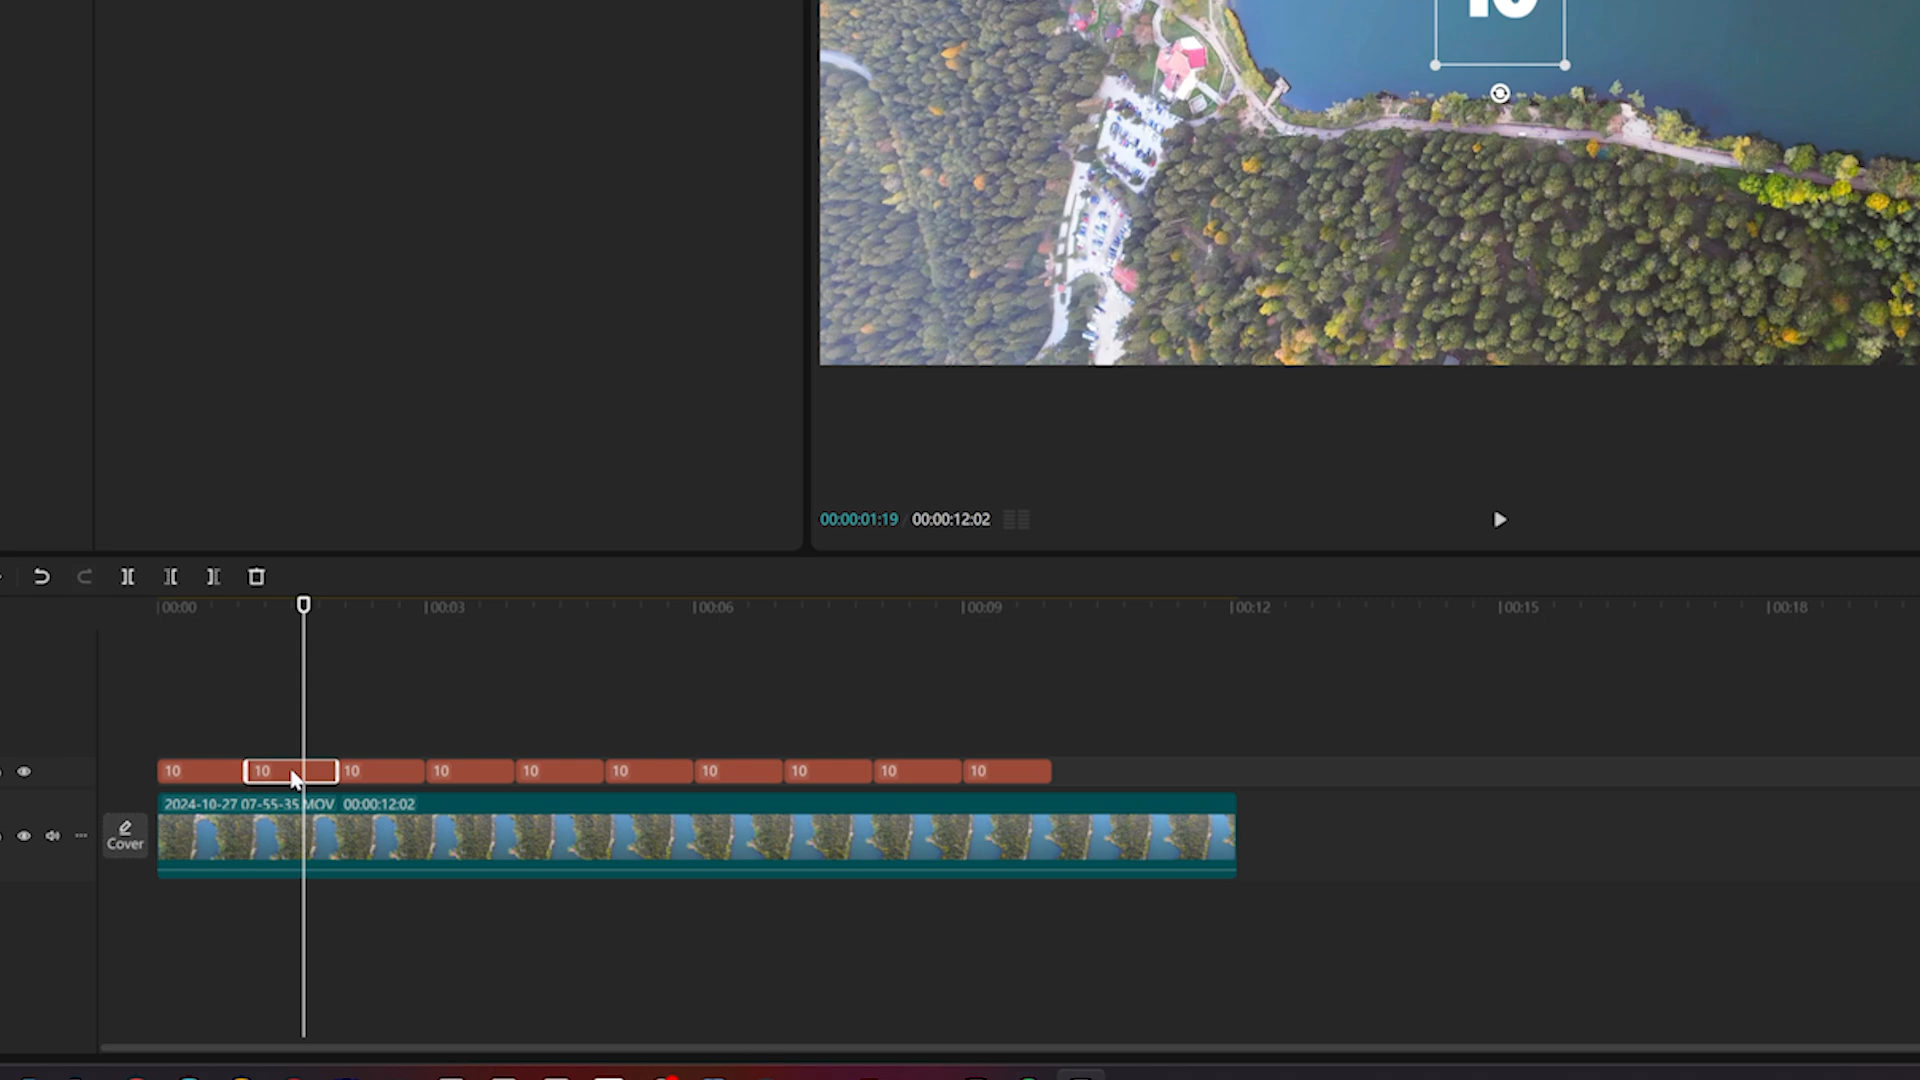 10
00:00:01:19 / 00:00:12:02
00:00 00:03 00:06 00:09 00:12 00:15 00:18
10 10 10 10 10 10 10 10 10 10
2024-10-27 07-55-35.MOV 00:00:12:02
Cover